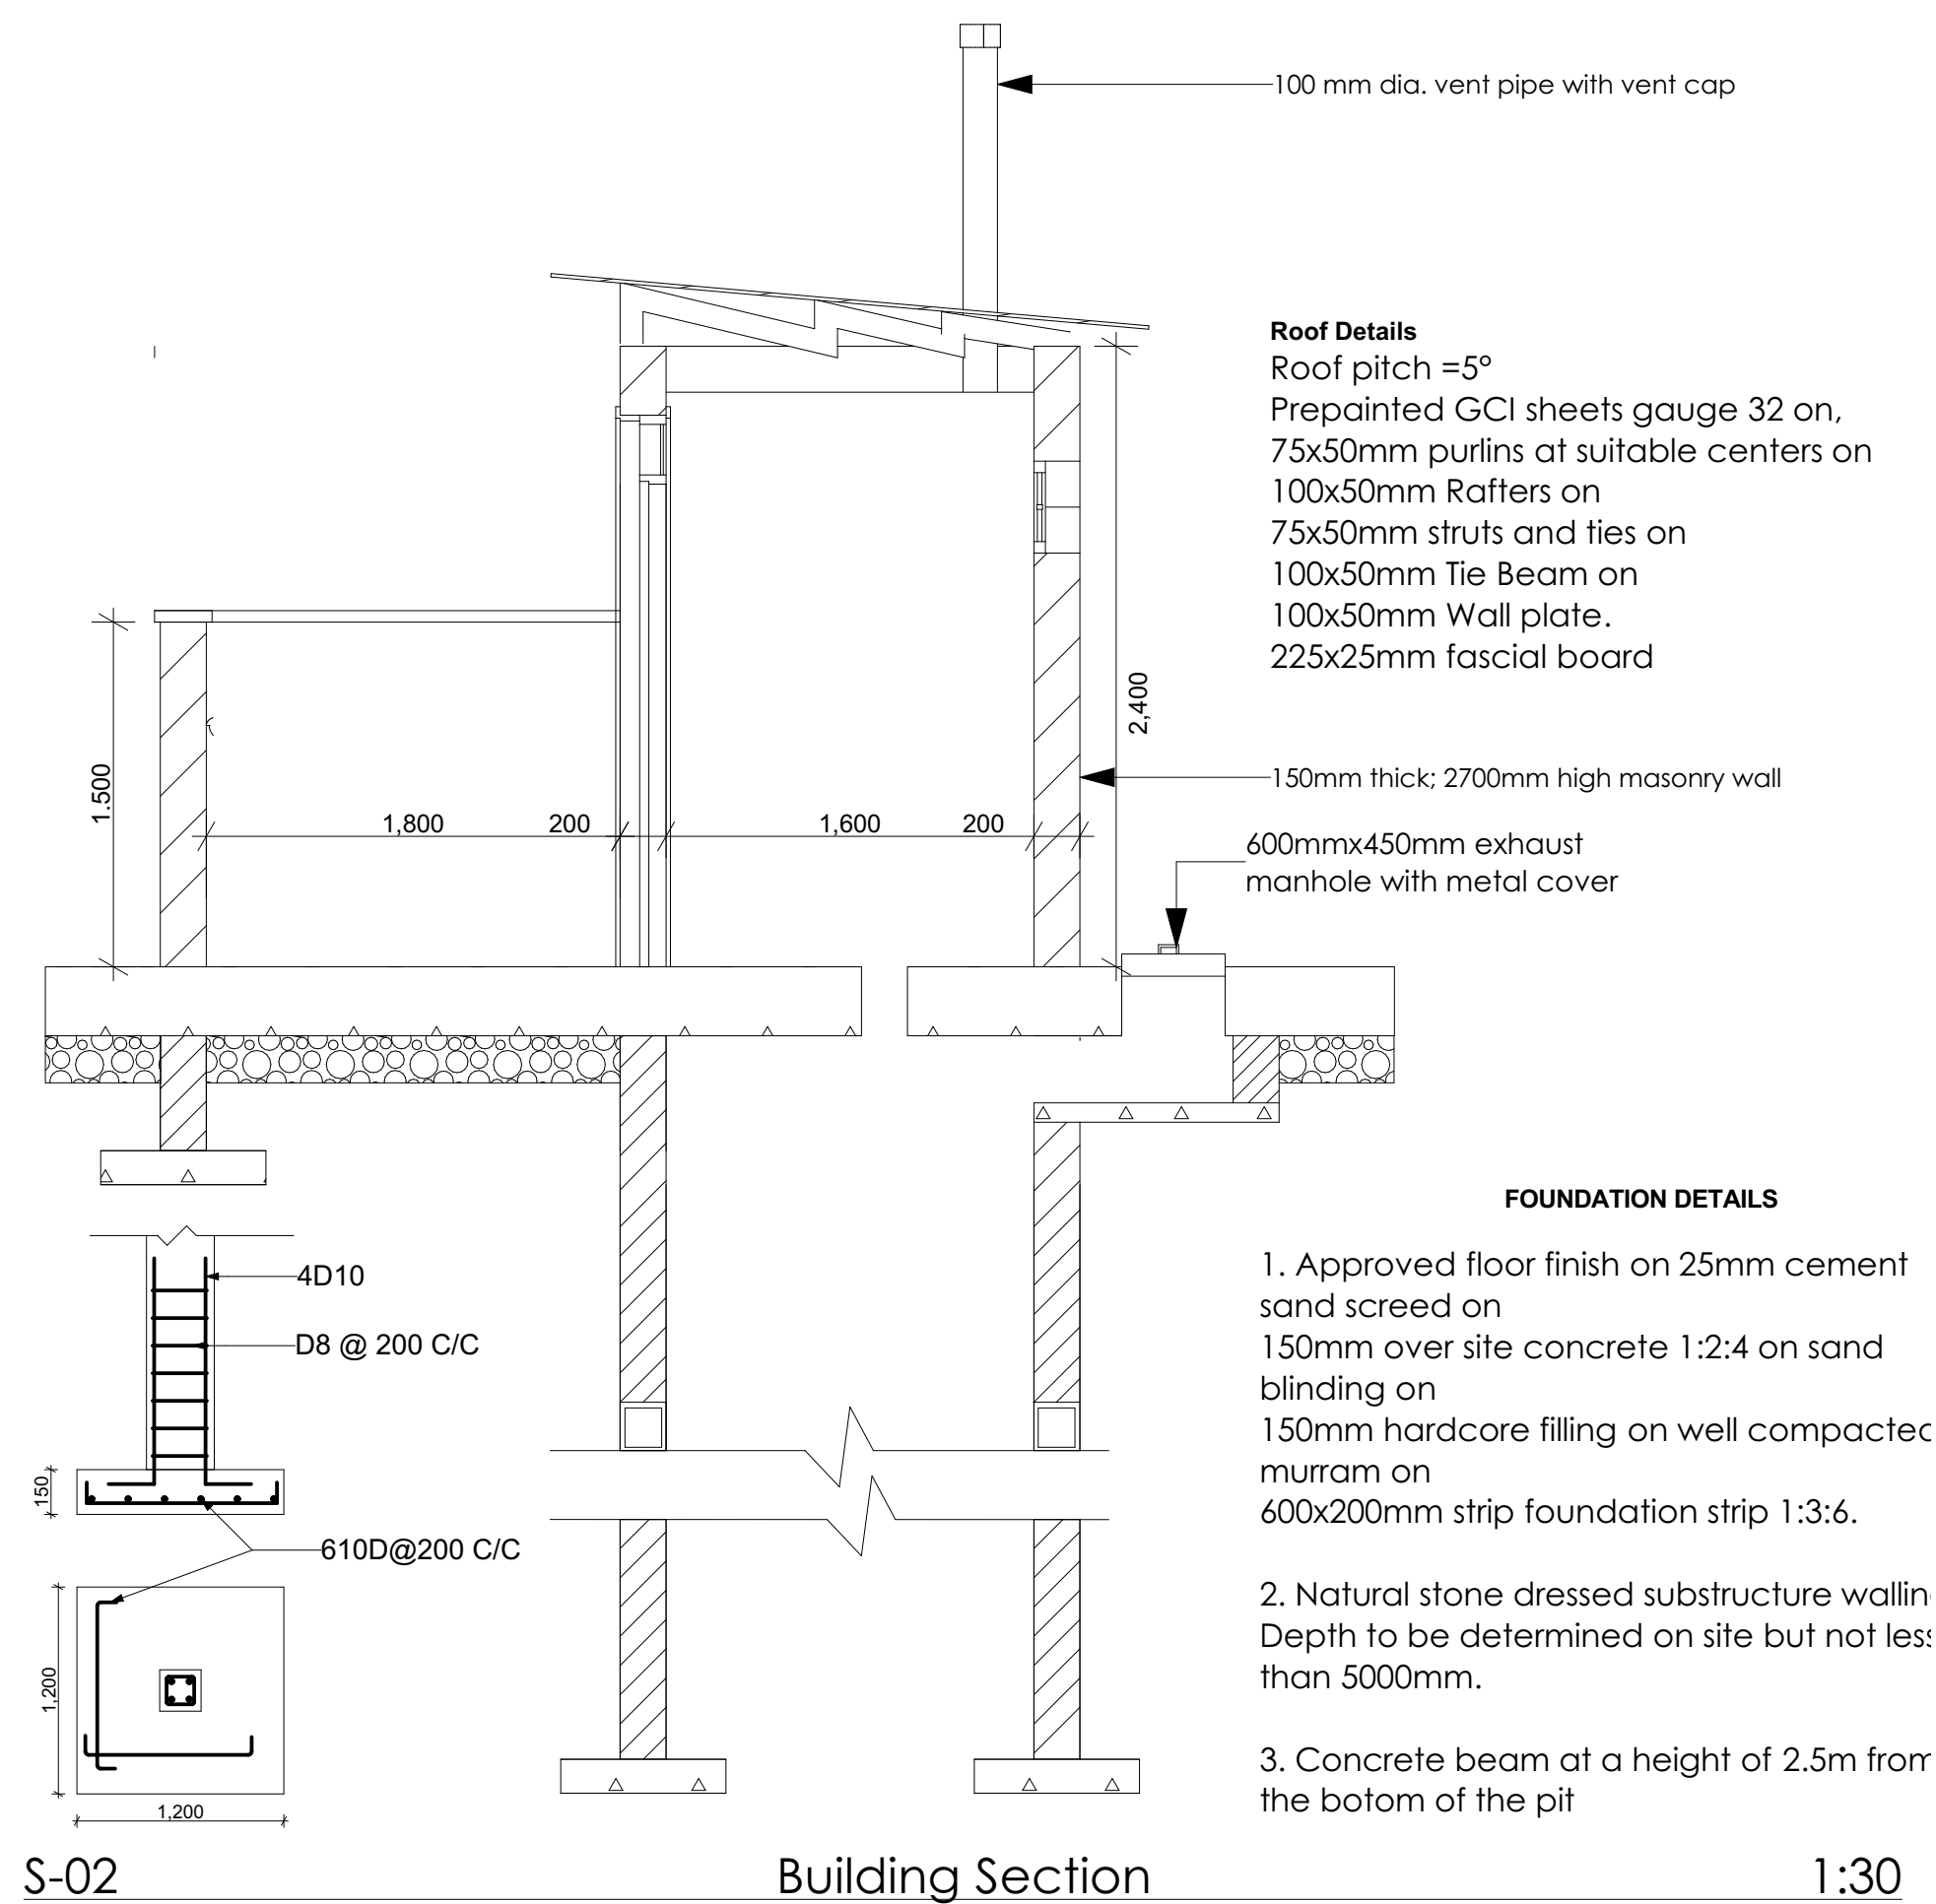 100 mm dia. vent pipe with vent cap
Roof Details
Roof pitch =5°
Prepainted GCI sheets gauge 32 on,
75x50mm purlins at suitable centers on
100x50mm Rafters on
75x50mm struts and ties on
100x50mm Tie Beam on
100x50mm Wall plate.
225x25mm fascial board
2,400
1.500
150mm thick; 2700mm high masonry wall
1,800
200
1,600
200
600mmx450mm exhaust
manhole with metal cover
FOUNDATION DETAILS
1. Approved floor finish on 25mm cement
sand screed on
150mm over site concrete 1:2:4 on sand
blinding on
150mm hardcore filling on well compacted
murram on
600x200mm strip foundation strip 1:3:6.
2. Natural stone dressed substructure wallin
Depth to be determined on site but not less
than 5000mm.
3. Concrete beam at a height of 2.5m from
the botom of the pit
4D10
D8 @ 200 C/C
150
610D@200 C/C
1,200
1,200
S-02
Building Section
1:30